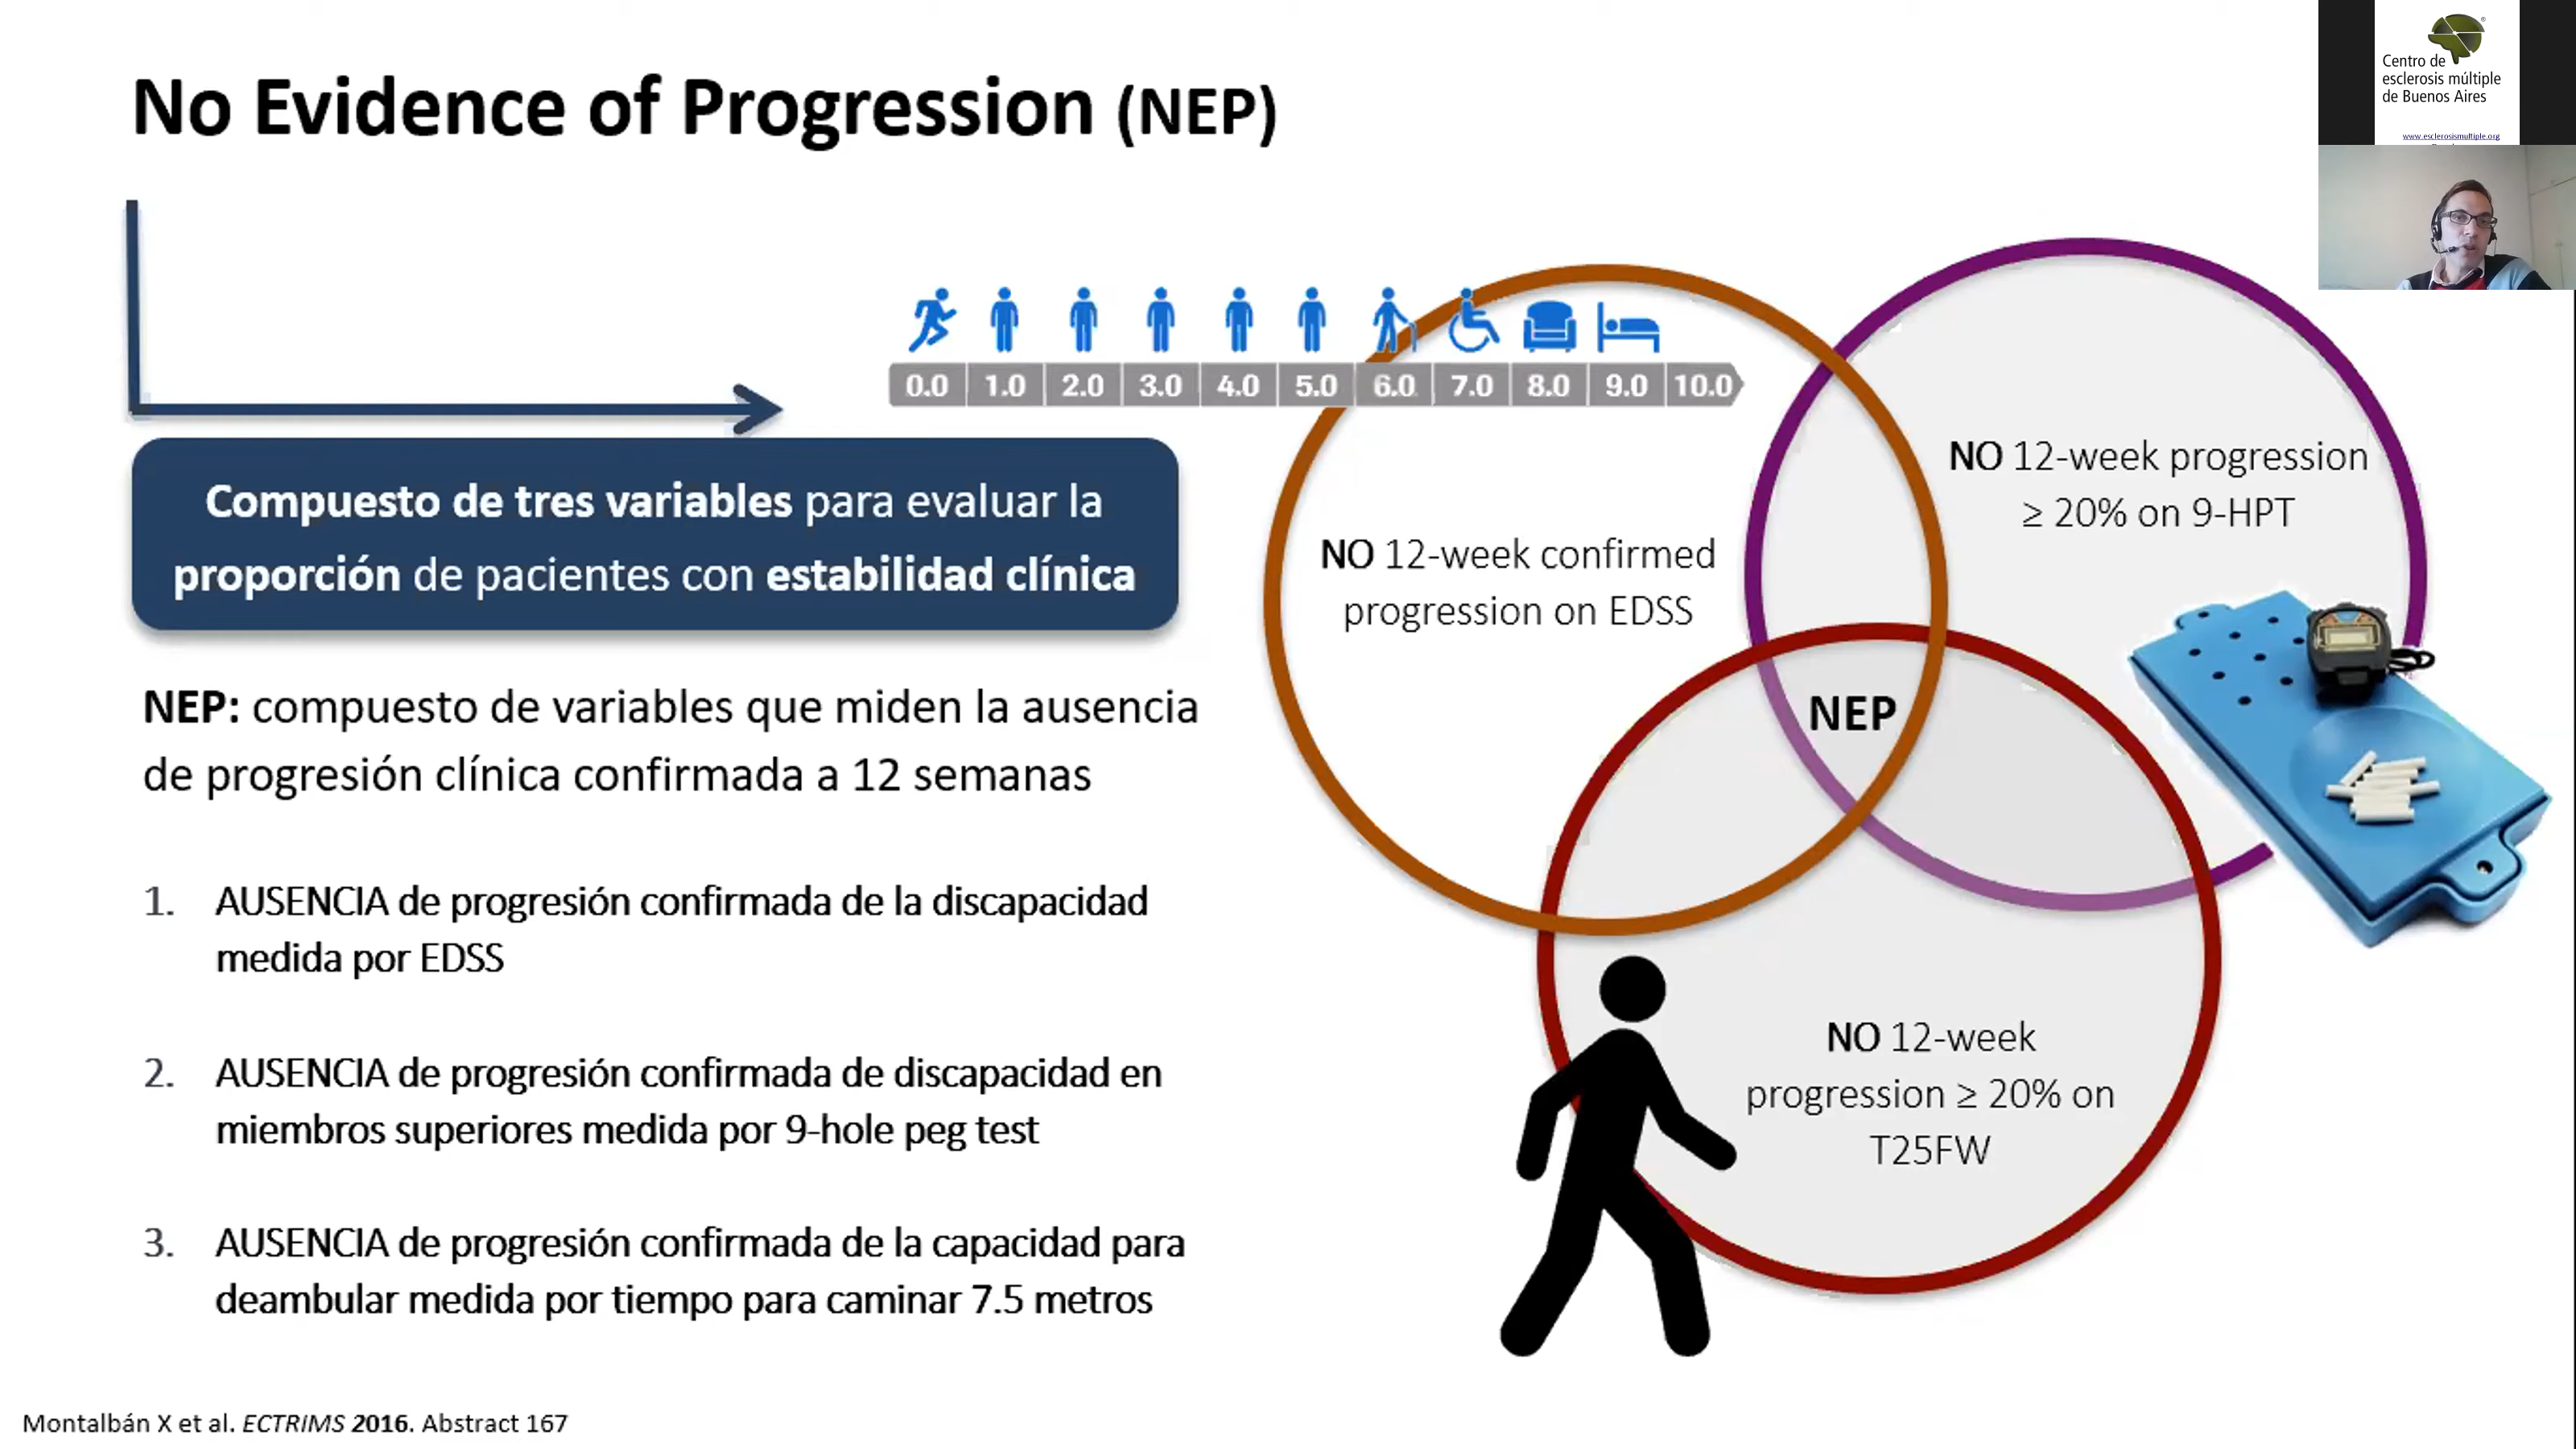 No Evidence of Progression (NEP)
Centro de
esclerosis múltiple
de Buenos Aires
www.esclerosismultiple.org
0.0 1.0 2.0 3.0 4.0 5.0 6.0 7.0 8.0 9.0 10.0
Compuesto de tres variables para evaluar la
proporción de pacientes con estabilidad clínica
NEP: compuesto de variables que miden la ausencia
de progresión clínica confirmada a 12 semanas
1. AUSENCIA de progresión confirmada de la discapacidad
medida por EDSS
2. AUSENCIA de progresión confirmada de discapacidad en
miembros superiores medida por 9-hole peg test
3. AUSENCIA de progresión confirmada de la capacidad para
deambular medida por tiempo para caminar 7.5 metros
NO 12-week confirmed
progression on EDSS
NO 12-week progression
≥ 20% on 9-HPT
NEP
NO 12-week
progression ≥ 20% on
T25FW
Montalbán X et al. ECTRIMS 2016. Abstract 167